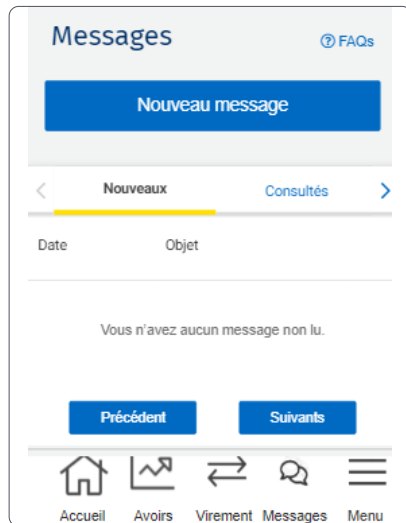 Messages
FAQs
Nouveau message
Nouveaux Consultés
Date Objet
Vous n'avez aucun message non lu.
Précédent Suivants
Accueil Avoirs Virement Messages Menu